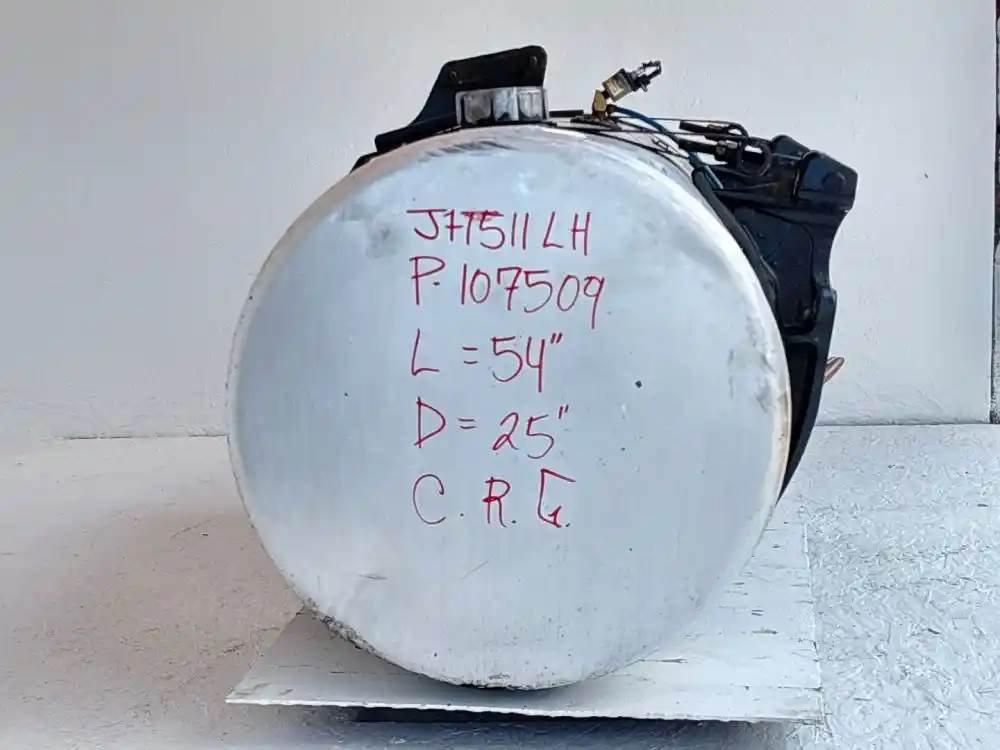 J77511 LH
P. 107509
L = 54"
D = 25"
C. R. G.